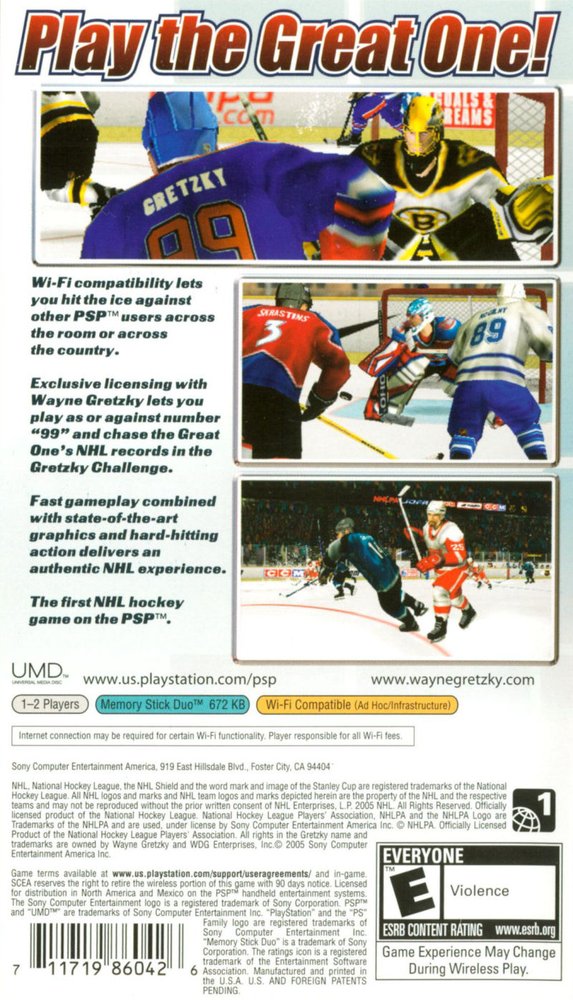 Play the Great One!
.com
GOALS &
DREAMS
GRETZKY
99
B
Wi-Fi compatibility lets
you hit the ice against
other PSP™ users across
the room or across
the country.
SKRASTINS
3
MOGILNY
89
Exclusive licensing with
Wayne Gretzky lets you
play as or against number
“99” and chase the Great
One's NHL records in the
Gretzky Challenge.
Fast gameplay combined
with state-of-the-art
graphics and hard-hitting
action delivers an
authentic NHL experience.
NHLPA
CCM
CCM
The first NHL hockey
game on the PSP™.
UMD™
UNIVERSAL MEDIA DISC
www.us.playstation.com/psp
www.waynegretzky.com
1–2 Players
Memory Stick Duo™ 672 KB
Wi-Fi Compatible (Ad Hoc/Infrastructure)
Internet connection may be required for certain Wi-Fi functionality. Player responsible for all Wi-Fi fees.
Sony Computer Entertainment America, 919 East Hillsdale Blvd., Foster City, CA 94404
NHL, National Hockey League, the NHL Shield and the word mark and image of the Stanley Cup are registered trademarks of the National
Hockey League. All NHL logos and marks and NHL team logos and marks depicted herein are the property of the NHL and the respective
teams and may not be reproduced without the prior written consent of NHL Enterprises, L.P. 2005 NHL. All Rights Reserved. Officially
licensed product of the National Hockey League. National Hockey League Players' Association, NHLPA and the NHLPA Logo are
Trademarks of the NHLPA and are used, under license by Sony Computer Entertainment America Inc. © NHLPA. Officially Licensed
Product of the National Hockey League Players' Association. All rights in the Gretzky name and
trademarks are owned by Wayne Gretzky and WDG Enterprises, Inc.© 2005 Sony Computer
Entertainment America Inc.
1
Game terms available at www.us.playstation.com/support/useragreements/ and in-game.
SCEA reserves the right to retire the wireless portion of this game with 90 days notice. Licensed
for distribution in North America and Mexico on the PSP™ handheld entertainment systems.
The Sony Computer Entertainment logo is a registered trademark of Sony Corporation. PSP™
and "UMD™" are trademarks of Sony Computer Entertainment Inc. "PlayStation" and the "PS"
Family logo are registered trademarks of
Sony Computer Entertainment Inc.
"Memory Stick Duo" is a trademark of Sony
Corporation. The ratings icon is a registered
trademark of the Entertainment Software
Association. Manufactured and printed in
the U.S.A. U.S. AND FOREIGN PATENTS
PENDING.
7 11719 86042 6
EVERYONE
E™
Violence
ESRB CONTENT RATING www.esrb.org
Game Experience May Change
During Wireless Play.